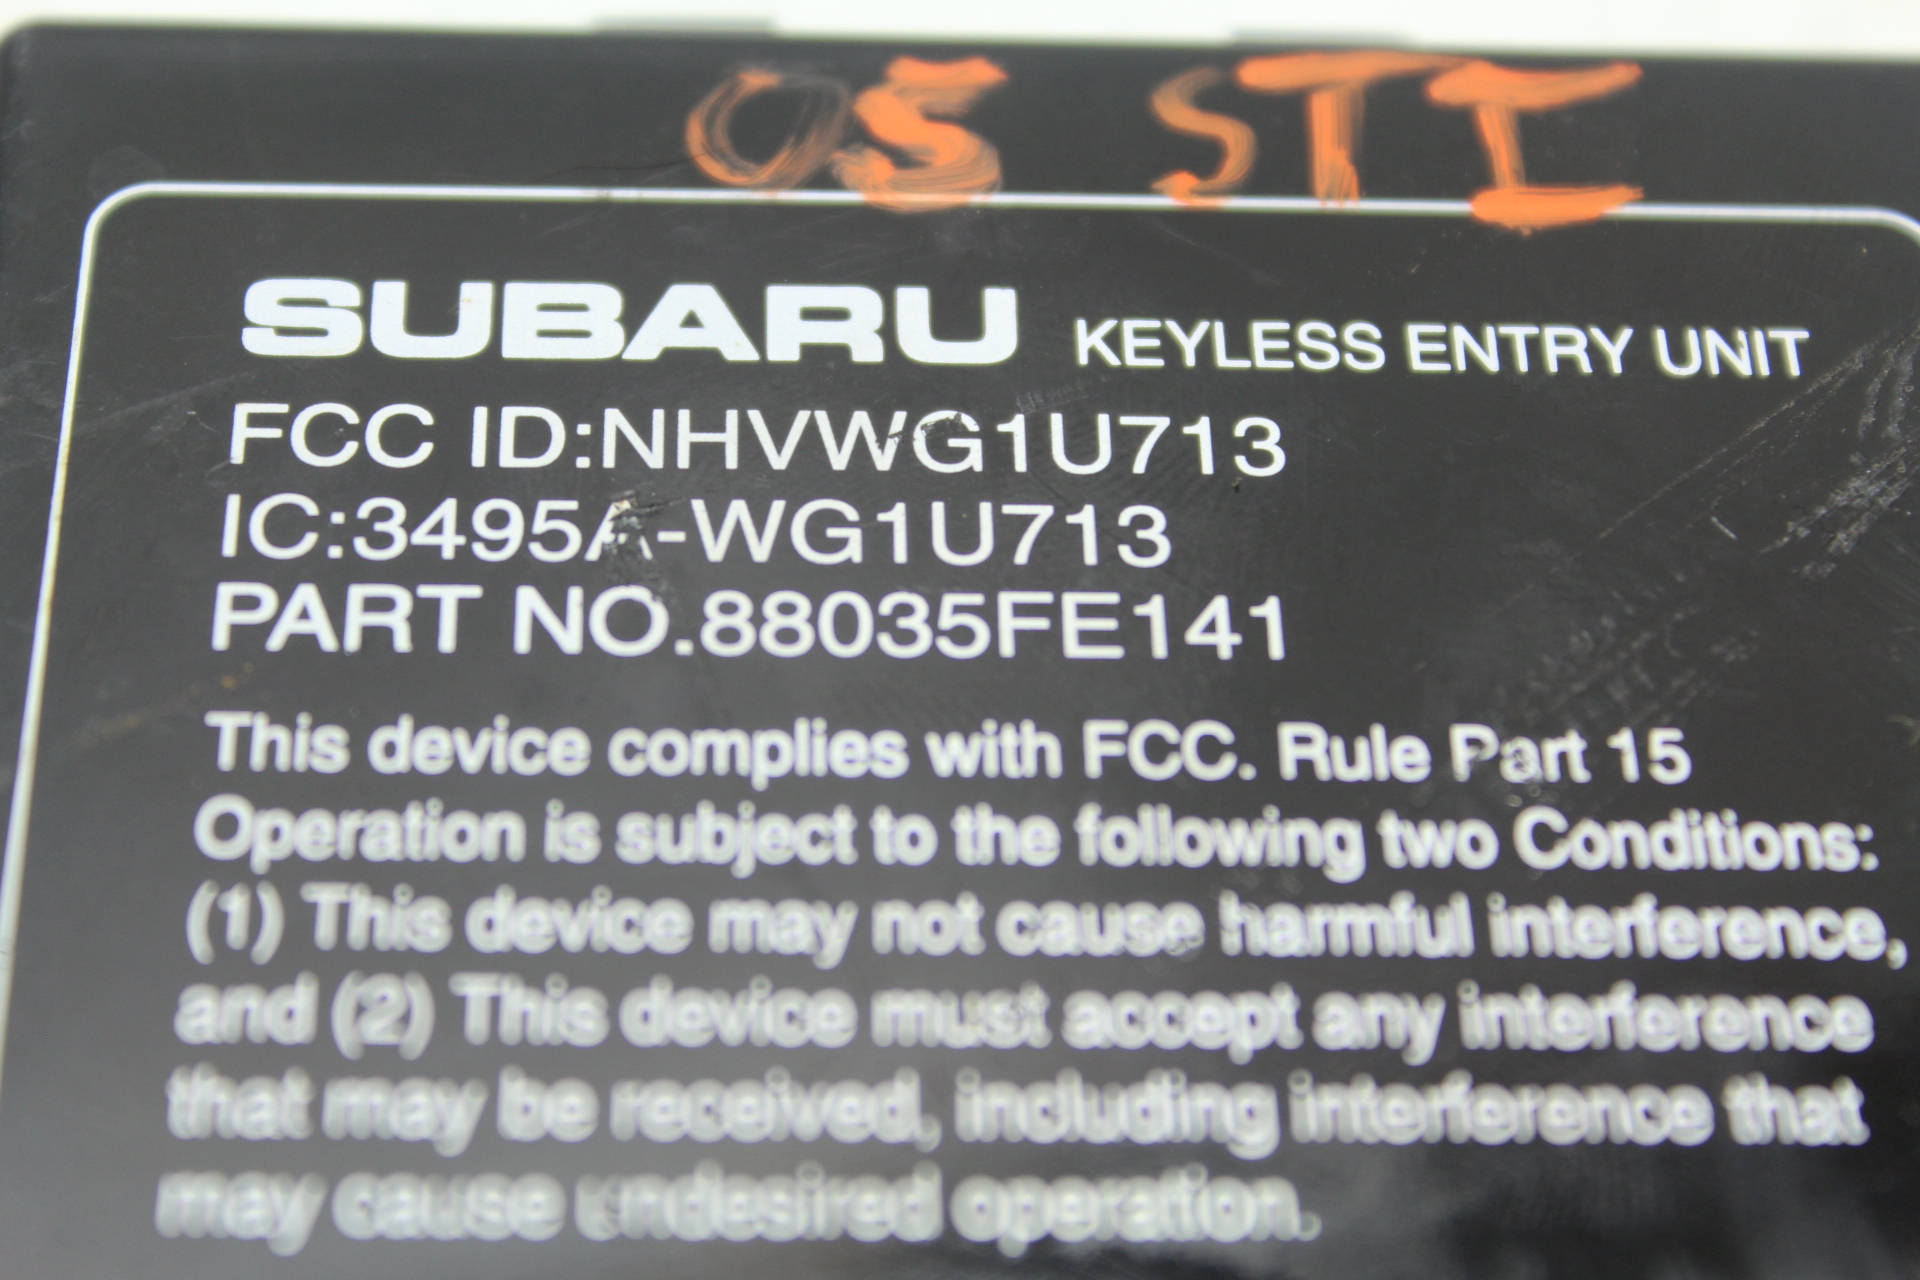 05 STI
SUBARU KEYLESS ENTRY UNIT
FCC ID:NHVWG1U713
IC:3495A-WG1U713
PART NO.88035FE141
This device complies with FCC. Rule Part 15
Operation is subject to the following two Conditions:
(1) This device may not cause harmful interference,
and (2) This device must accept any interference
that may be received, including interference that
may cause undesired operation.